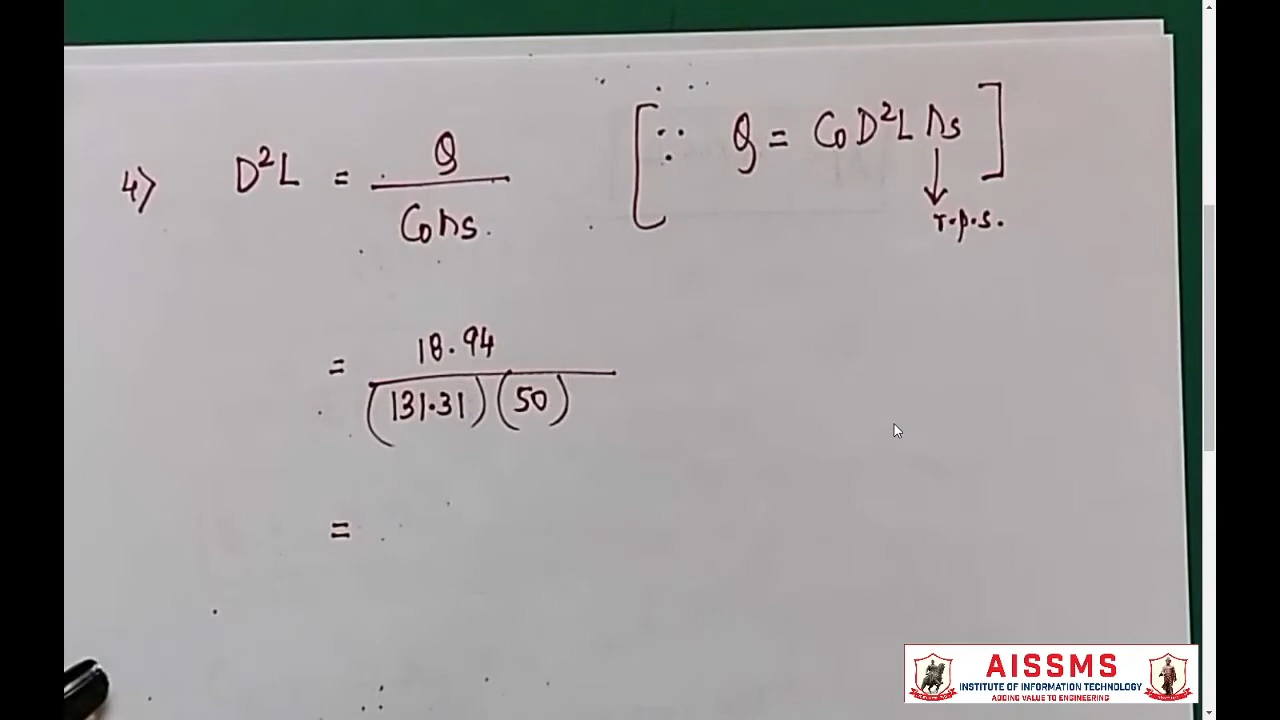 4) D²L = Q / C₀ns [∵ Q = C₀D²L ns]
r.p.s.
= 18.94 / (131.31)(50)
=
AISSMS
INSTITUTE OF INFORMATION TECHNOLOGY
ADDING VALUE TO ENGINEERING